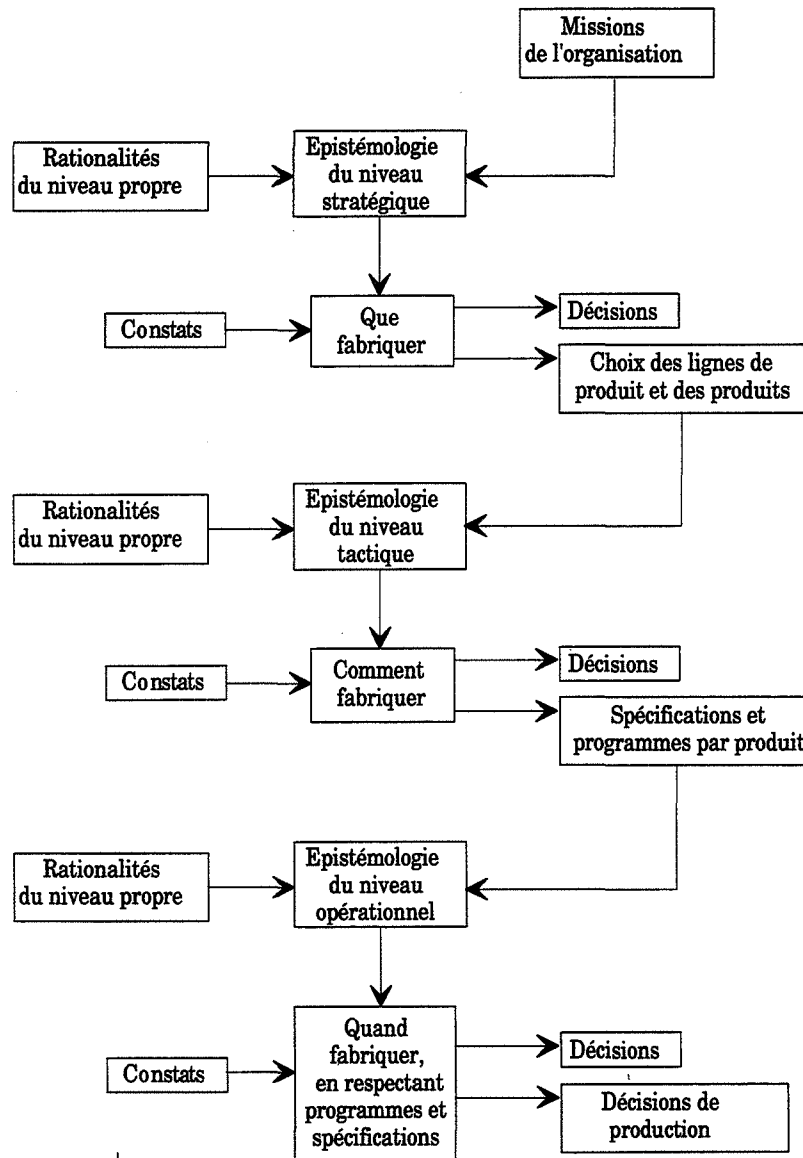 Missions
de l'organisation
Rationalités
du niveau propre
Epistémologie
du niveau
stratégique
Constats
Que
fabriquer
Décisions
Choix des lignes de
produit et des produits
Rationalités
du niveau propre
Epistémologie
du niveau
tactique
Constats
Comment
fabriquer
Décisions
Spécifications et
programmes par produit
Rationalités
du niveau propre
Epistémologie
du niveau
opérationnel
Constats
Quand
fabriquer,
en respectant
programmes et
spécifications
Décisions
Décisions de
production